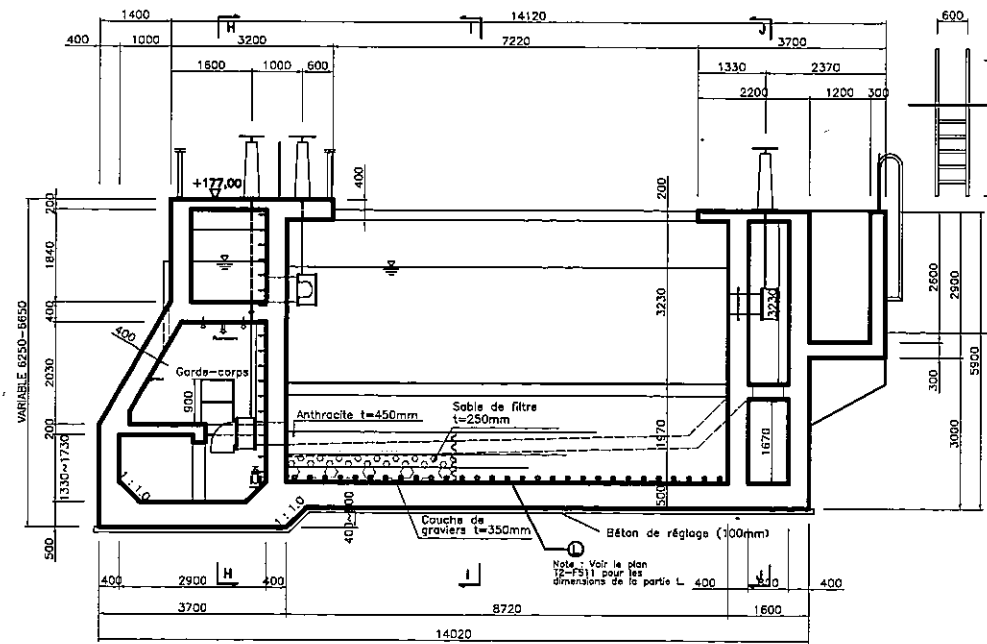 1400
14120
600
H
I
J
400
1000
3200
7220
3700
1600
1000
600
1330
2370
2200
1200
300
+177,00
400
200
200
1840
400
2030
200
1330~1730
500
VARIABLE 6250-6650
400
Garde-corps
900
Anthracite t=450mm
Sable de filtre
t=250mm
3230
3230
1970
1670
500
2600
2900
5900
300
3000
1:1.0
1:1.0
Couche de
graviers t=350mm
Béton de réglage (100mm)
L
Note : Voir le plan
T2-F511 pour les
dimensions de la partie L
H
I
400
2900
400
400
400
3700
8720
1600
14020